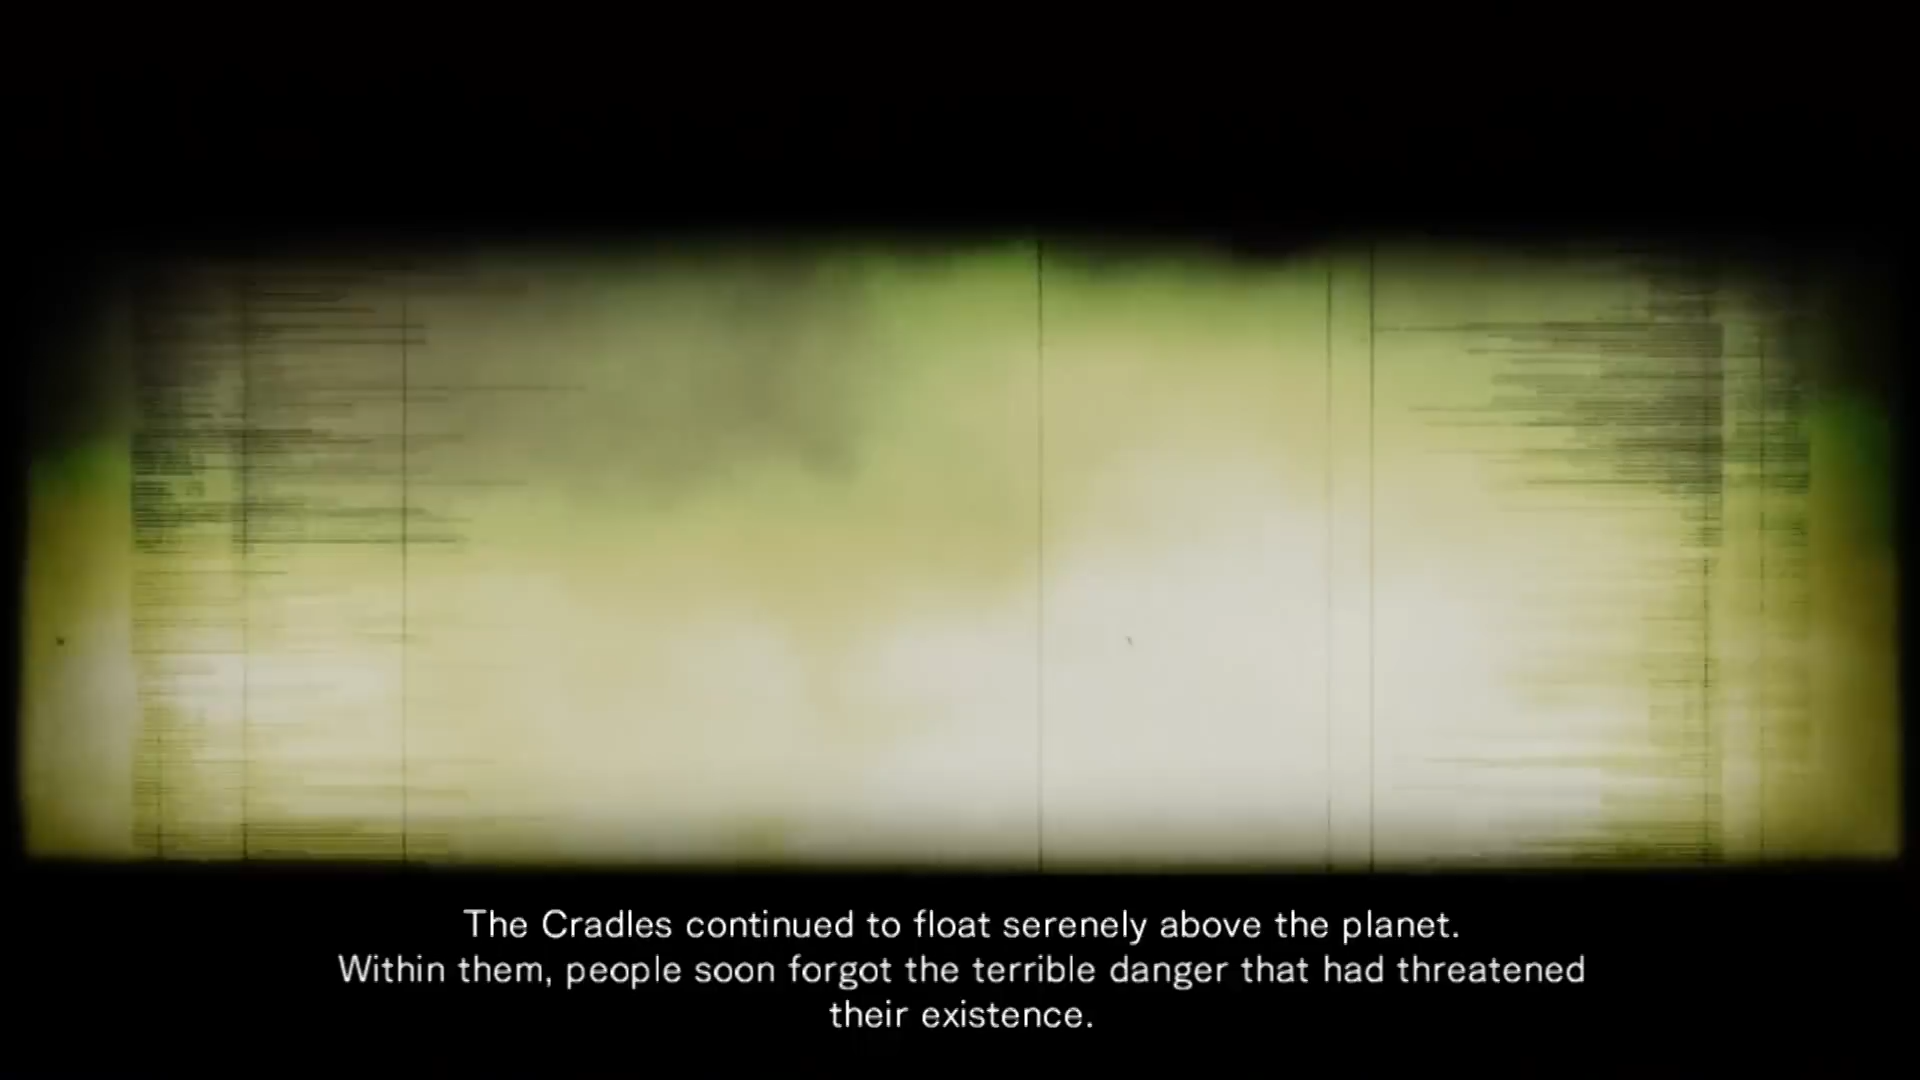 The Cradles continued to float serenely above the planet.
Within them, people soon forgot the terrible danger that had threatened
their existence.